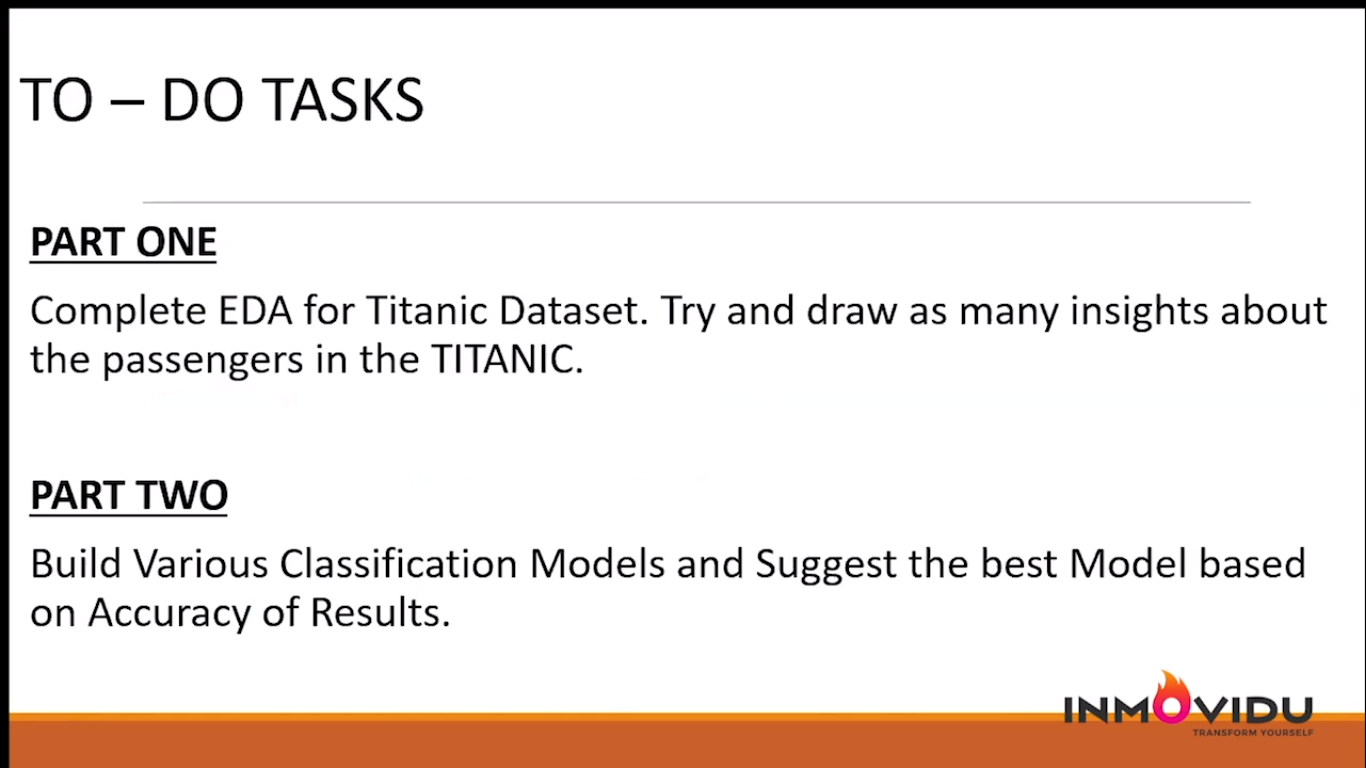 TO – DO TASKS
PART ONE
Complete EDA for Titanic Dataset. Try and draw as many insights about
the passengers in the TITANIC.
PART TWO
Build Various Classification Models and Suggest the best Model based
on Accuracy of Results.
INMOVIDU
TRANSFORM YOURSELF